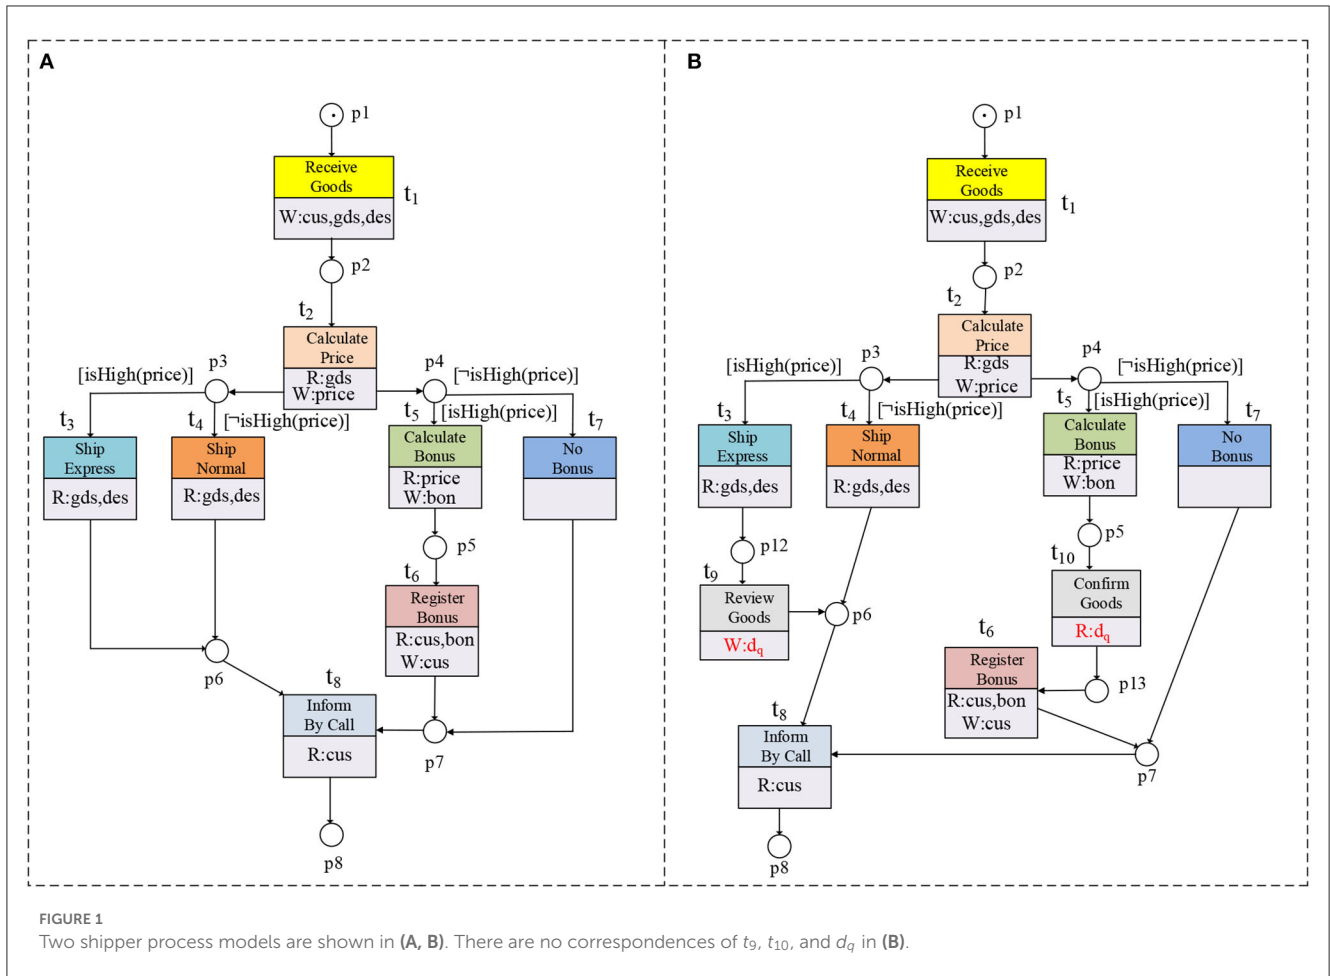 A
p1
Receive
Goods
t1
W:cus,gds,des
p2
t2
Calculate
Price
R:gds
W:price
p3
p4
[isHigh(price)]
[¬isHigh(price)]
t3
t4
[¬isHigh(price)]
t5
[isHigh(price)]
t7
Ship
Express
R:gds,des
Ship
Normal
R:gds,des
Calculate
Bonus
R:price
W:bon
No
Bonus
p5
t6
Register
Bonus
R:cus,bon
W:cus
p6
t8
Inform
By Call
R:cus
p7
p8
B
p1
Receive
Goods
t1
W:cus,gds,des
p2
t2
Calculate
Price
R:gds
W:price
p3
p4
[isHigh(price)]
[¬isHigh(price)]
t3
t4
[¬isHigh(price)]
t5
[isHigh(price)]
t7
Ship
Express
R:gds,des
Ship
Normal
R:gds,des
Calculate
Bonus
R:price
W:bon
No
Bonus
p12
p5
t9
Review
Goods
W:dq
t10
Confirm
Goods
R:dq
p6
t6
Register
Bonus
R:cus,bon
W:cus
p13
t8
Inform
By Call
R:cus
p7
p8
FIGURE 1
Two shipper process models are shown in (A, B). There are no correspondences of t9, t10, and dq in (B).